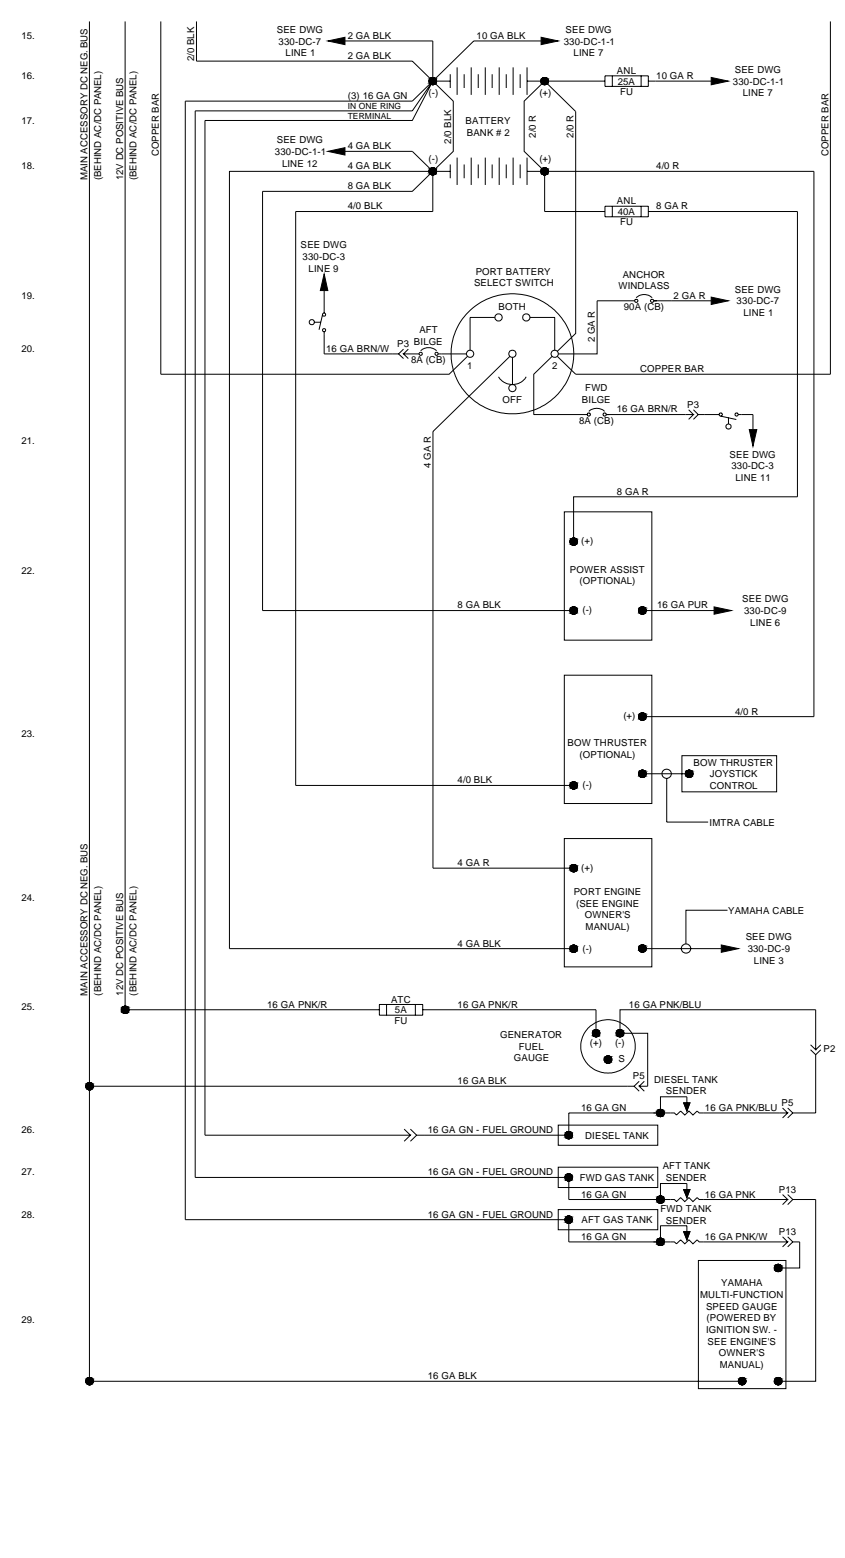 15.
SEE DWG
330-DC-7
LINE 1
2 GA BLK
2 GA BLK
10 GA BLK
SEE DWG
330-DC-1-1
LINE 7
MAIN ACCESSORY DC NEG. BUS
(BEHIND AC/DC PANEL)
12V DC POSITIVE BUS
(BEHIND AC/DC PANEL)
COPPER BAR
2/0 BLK
COPPER BAR
16.
(3) 16 GA GN
IN ONE RING
TERMINAL
(-)
(+)
ANL
25A
FU
10 GA R
SEE DWG
330-DC-1-1
LINE 7
17.
2/0 BLK
BATTERY
BANK # 2
2/0 R
2/0 R
18.
SEE DWG
330-DC-1-1
LINE 12
4 GA BLK
4 GA BLK
8 GA BLK
4/0 BLK
(-)
(+)
4/0 R
ANL
40A
FU
8 GA R
SEE DWG
330-DC-3
LINE 9
PORT BATTERY
SELECT SWITCH
BOTH
ANCHOR
WINDLASS
90A (CB)
2 GA R
2 GA R
SEE DWG
330-DC-7
LINE 1
19.
20.
16 GA BRN/W
P3
AFT
BILGE
8A (CB)
1
2
OFF
COPPER BAR
FWD
BILGE
8A (CB)
16 GA BRN/R
P3
21.
4 GA R
SEE DWG
330-DC-3
LINE 11
8 GA R
22.
(+)
POWER ASSIST
(OPTIONAL)
8 GA BLK
(-)
16 GA PUR
SEE DWG
330-DC-9
LINE 6
23.
(+)
4/0 R
BOW THRUSTER
(OPTIONAL)
4/0 BLK
(-)
BOW THRUSTER
JOYSTICK
CONTROL
IMTRA CABLE
MAIN ACCESSORY DC NEG. BUS
(BEHIND AC/DC PANEL)
12V DC POSITIVE BUS
(BEHIND AC/DC PANEL)
24.
4 GA R
(+)
PORT ENGINE
(SEE ENGINE
OWNER'S
MANUAL)
4 GA BLK
(-)
YAMAHA CABLE
SEE DWG
330-DC-9
LINE 3
25.
16 GA PNK/R
ATC
5A
FU
16 GA PNK/R
16 GA PNK/BLU
GENERATOR
FUEL
GAUGE
(+)
(-)
S
P2
16 GA BLK
P5
DIESEL TANK
SENDER
16 GA GN
16 GA PNK/BLU
P5
26.
16 GA GN - FUEL GROUND
DIESEL TANK
27.
16 GA GN - FUEL GROUND
FWD GAS TANK
AFT TANK
SENDER
16 GA GN
16 GA PNK
P13
28.
16 GA GN - FUEL GROUND
AFT GAS TANK
FWD TANK
SENDER
16 GA GN
16 GA PNK/W
P13
29.
YAMAHA
MULTI-FUNCTION
SPEED GAUGE
(POWERED BY
IGNITION SW. -
SEE ENGINE'S
OWNER'S
MANUAL)
16 GA BLK